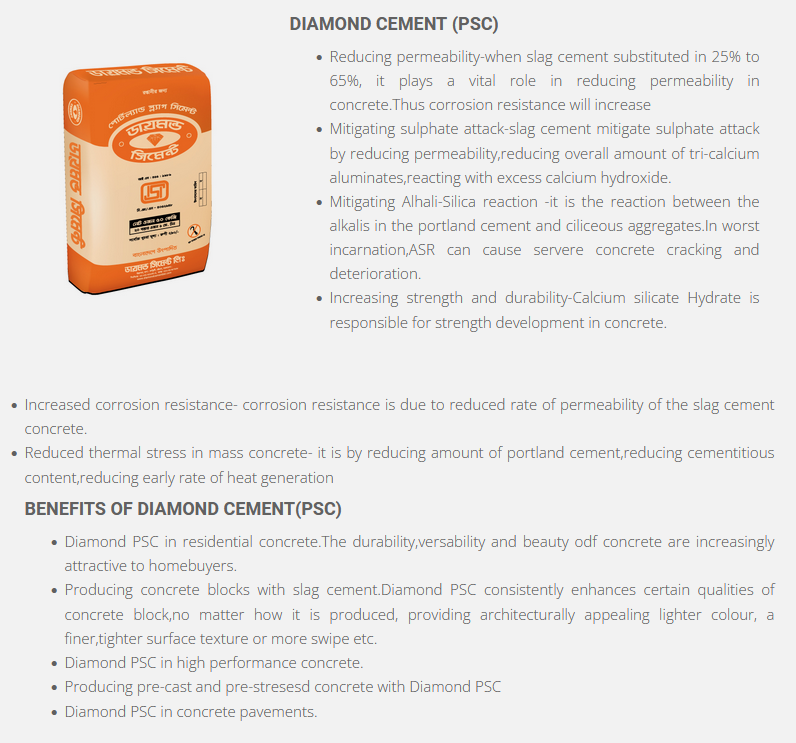 DIAMOND CEMENT (PSC)
ডায়মন্ড সিমেন্ট
পোর্টল্যান্ড স্ল্যাগ সিমেন্ট
ডায়মন্ড
সিমেন্ট
ডায়মন্ড সিমেন্ট
ডায়মন্ড সিমেন্ট লিঃ
Reducing permeability-when slag cement substituted in 25% to
65%, it plays a vital role in reducing permeability in
concrete.Thus corrosion resistance will increase
Mitigating sulphate attack-slag cement mitigate sulphate attack
by reducing permeability,reducing overall amount of tri-calcium
aluminates,reacting with excess calcium hydroxide.
Mitigating Alhali-Silica reaction -it is the reaction between the
alkalis in the portland cement and ciliceous aggregates.In worst
incarnation,ASR can cause servere concrete cracking and
deterioration.
Increasing strength and durability-Calcium silicate Hydrate is
responsible for strength development in concrete.
Increased corrosion resistance- corrosion resistance is due to reduced rate of permeability of the slag cement
concrete.
Reduced thermal stress in mass concrete- it is by reducing amount of portland cement,reducing cementitious
content,reducing early rate of heat generation
BENEFITS OF DIAMOND CEMENT(PSC)
Diamond PSC in residential concrete.The durability,versability and beauty odf concrete are increasingly
attractive to homebuyers.
Producing concrete blocks with slag cement.Diamond PSC consistently enhances certain qualities of
concrete block,no matter how it is produced, providing architecturally appealing lighter colour, a
finer,tighter surface texture or more swipe etc.
Diamond PSC in high performance concrete.
Producing pre-cast and pre-stresesd concrete with Diamond PSC
Diamond PSC in concrete pavements.